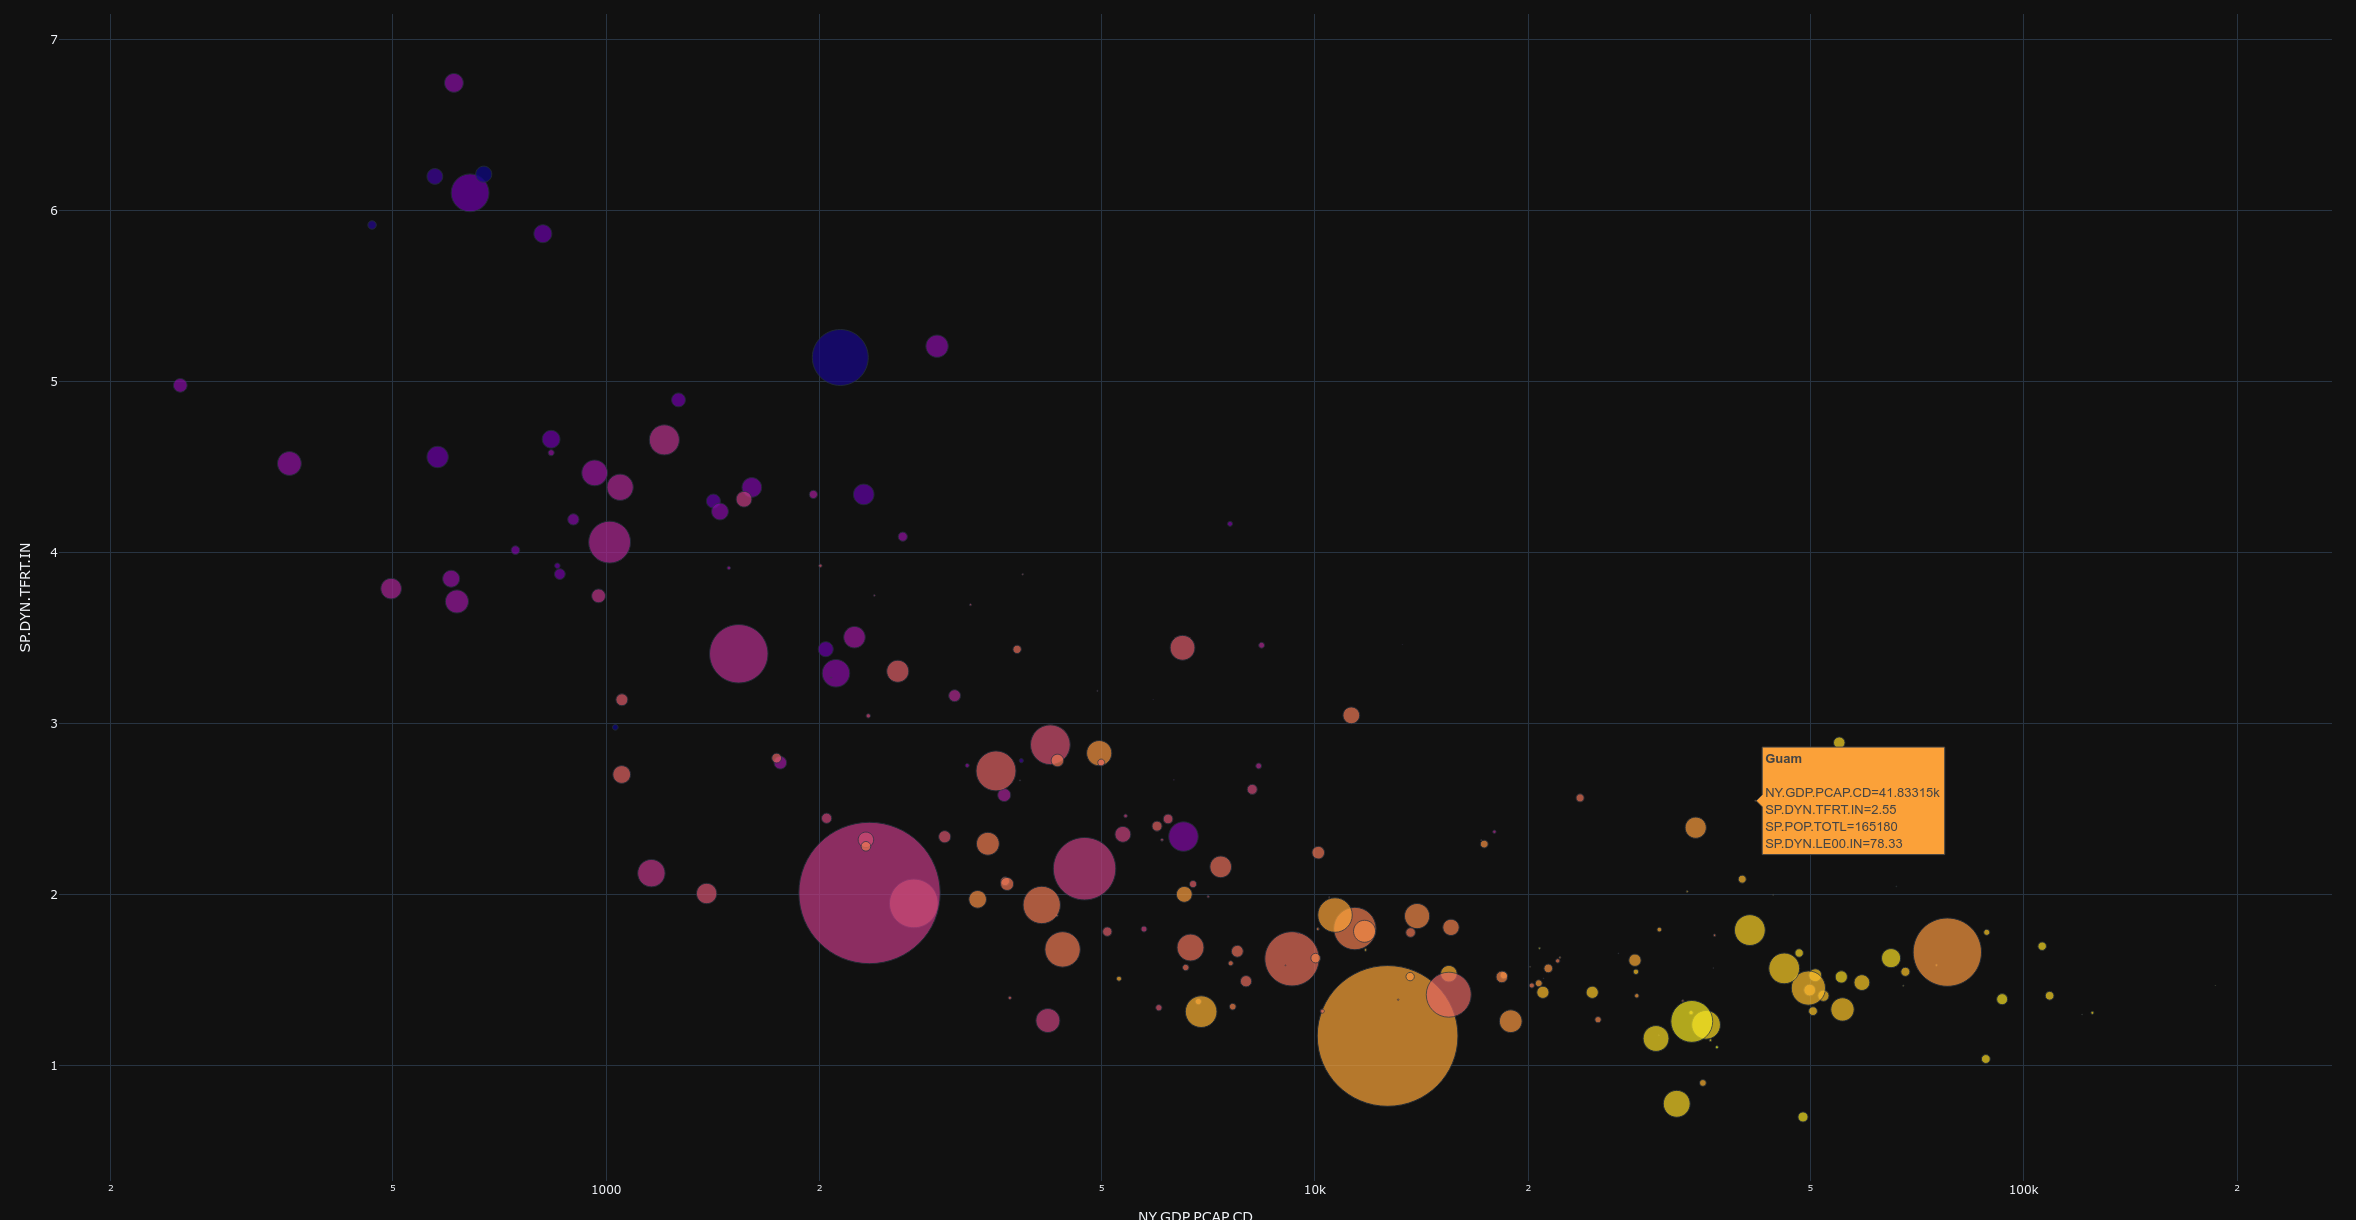 7
6
5
4
3
2
1
SP.DYN.TFRT.IN
Guam
NY.GDP.PCAP.CD=41.83315k
SP.DYN.TFRT.IN=2.55
SP.POP.TOTL=165180
SP.DYN.LE00.IN=78.33
2 5 1000 2 5 10k 2 5 100k 2
NY.GDP.PCAP.CD